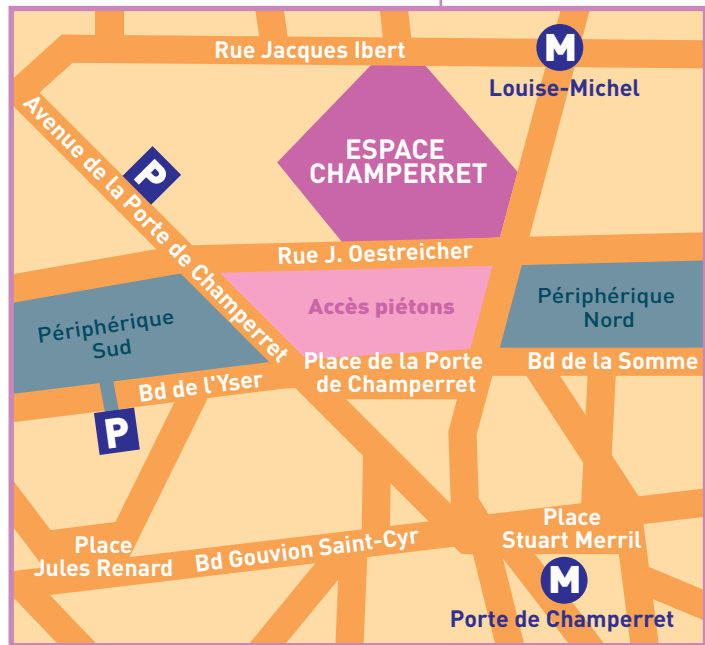 Rue Jacques Ibert
M
Louise-Michel
Avenue de la Porte de Champerret
P
ESPACE
CHAMPERRET
Rue J. Oestreicher
Accès piétons
Périphérique
Sud
Périphérique
Nord
Place de la Porte
de Champerret
Bd de la Somme
Bd de l'Yser
P
Place
Jules Renard
Bd Gouvion Saint-Cyr
Place
Stuart Merril
M
Porte de Champerret